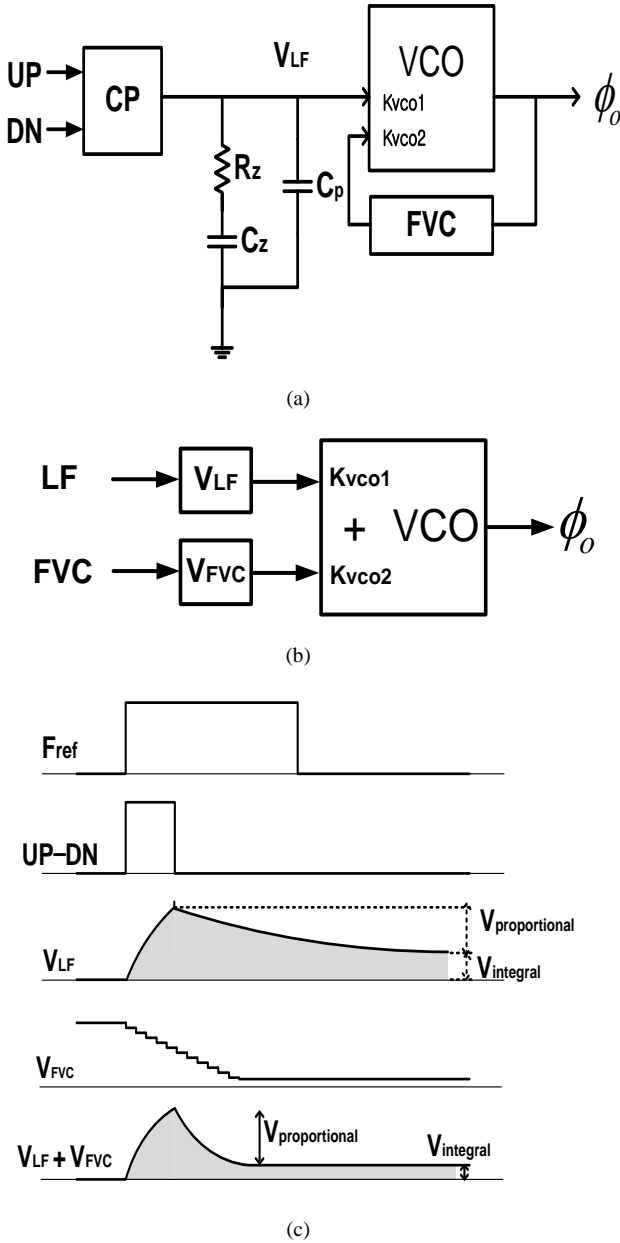 UP
DN
CP
VLF
Rz
Cz
Cp
VCO
Kvco1
Kvco2
FVC
ϕo
(a)
LF
VLF
FVC
VFVC
Kvco1
+ VCO
Kvco2
ϕo
(b)
Fref
UP–DN
VLF
Vproportional
Vintegral
VFVC
VLF + VFVC
Vproportional
Vintegral
(c)